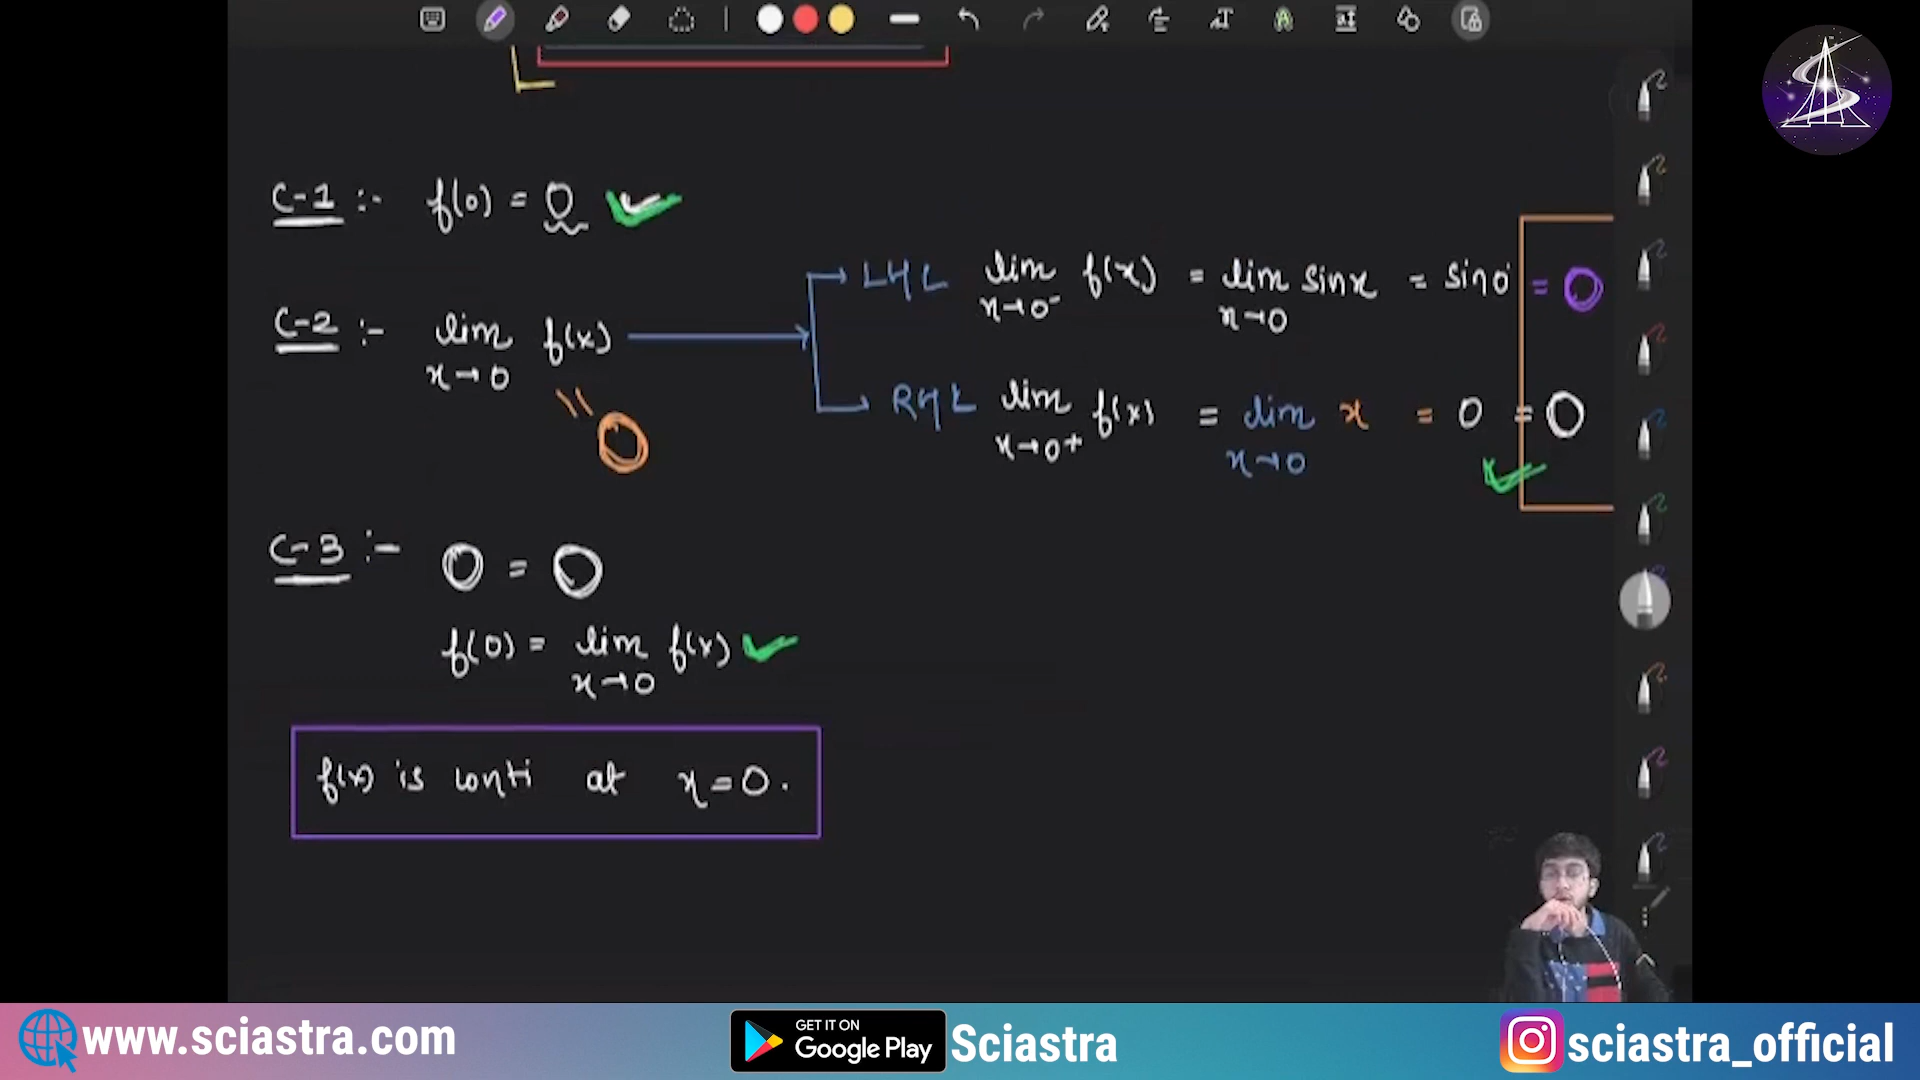 C-1 :- f(0) = 0
LHL lim f(x) = lim sinx = sin0 = 0
x→0⁻ x→0
C-2 :- lim f(x)
x→0
= 0
RHL lim f(x) = lim x = 0 = 0
x→0+ x→0
C-3 :- 0 = 0
f(0) = lim f(x)
x→0
f(x) is conti at x=0.
www.sciastra.com
GET IT ON
Google Play
Sciastra
sciastra_official